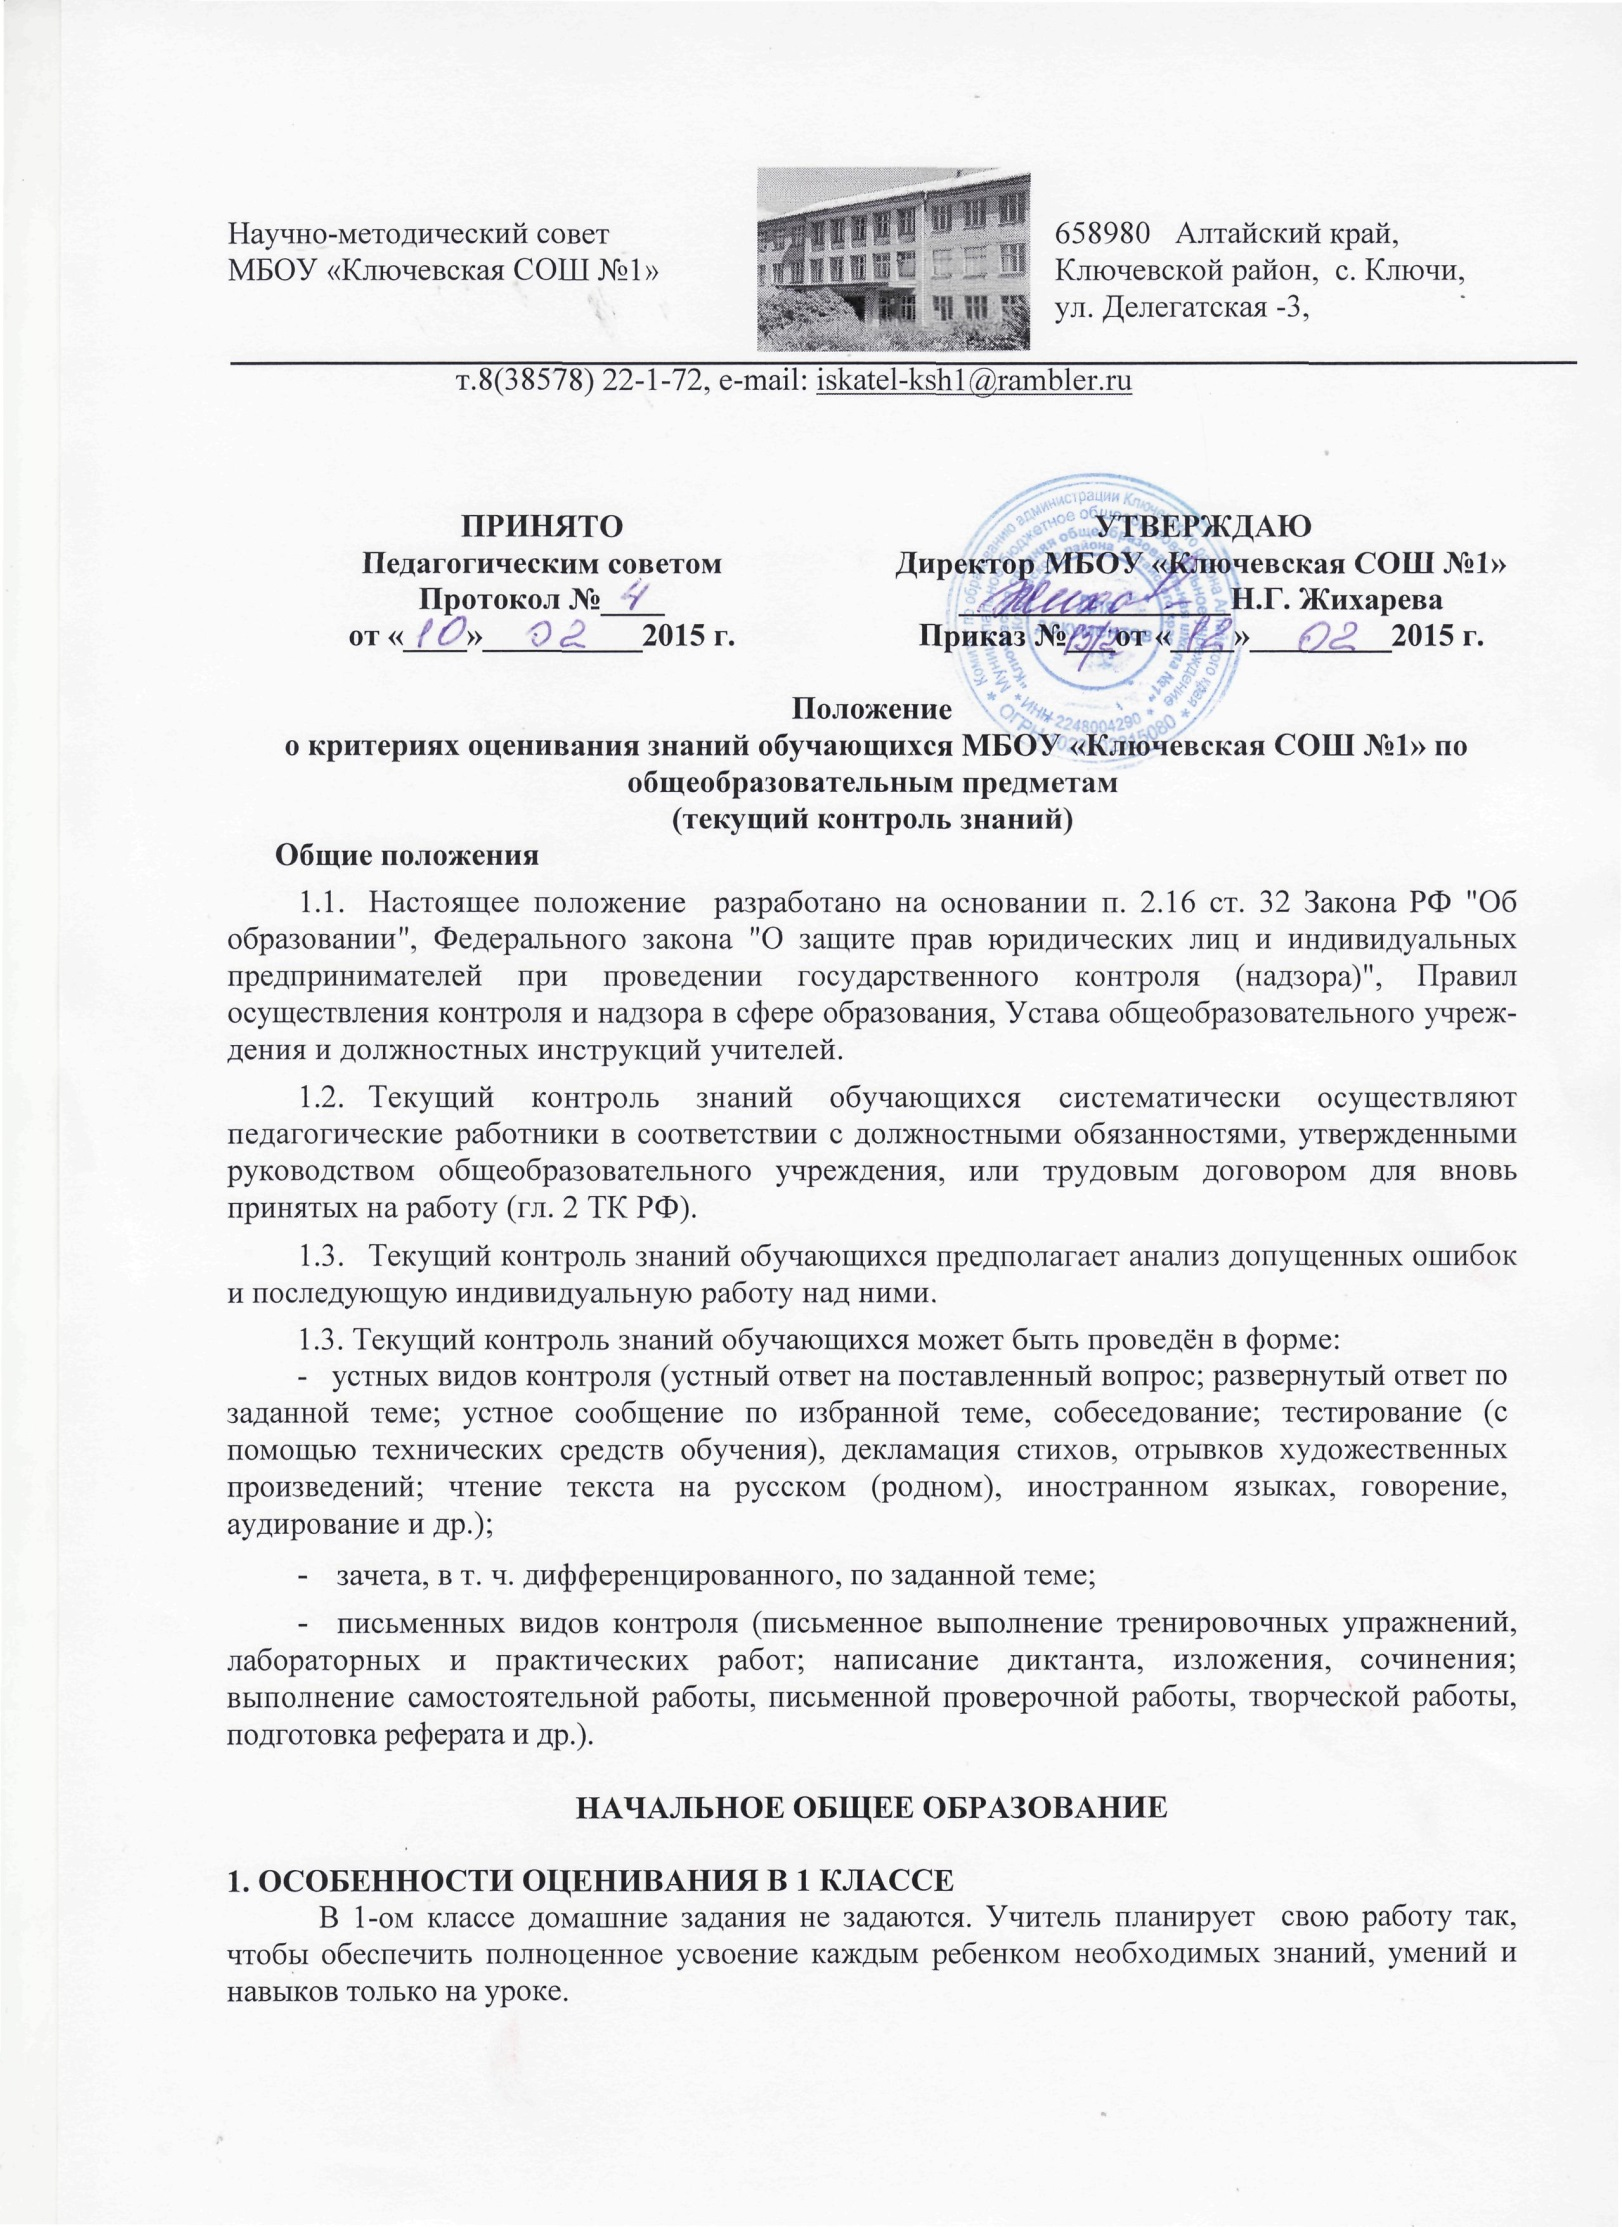 Научно-методический совет
МБОУ «Ключевская СОШ №1»
658980 Алтайский край,
Ключевской район, с. Ключи,
ул. Делегатская -3,
т.8(38578) 22-1-72, e-mail: iskatel-ksh1@rambler.ru
ПРИНЯТО
Педагогическим советом
Протокол № 4
от «10» 02 2015 г.
УТВЕРЖДАЮ
Директор МБОУ «Ключевская СОШ №1»
Н.Г. Жихарева
Приказ № 13/2 от «12» 02 2015 г.
ИНН 2248004290
Положение
о критериях оценивания знаний обучающихся МБОУ «Ключевская СОШ №1» по
общеобразовательным предметам
(текущий контроль знаний)
Общие положения
1.1. Настоящее положение разработано на основании п. 2.16 ст. 32 Закона РФ "Об
образовании", Федерального закона "О защите прав юридических лиц и индивидуальных
предпринимателей при проведении государственного контроля (надзора)", Правил
осуществления контроля и надзора в сфере образования, Устава общеобразовательного учреж-
дения и должностных инструкций учителей.
1.2. Текущий контроль знаний обучающихся систематически осуществляют
педагогические работники в соответствии с должностными обязанностями, утвержденными
руководством общеобразовательного учреждения, или трудовым договором для вновь
принятых на работу (гл. 2 ТК РФ).
1.3. Текущий контроль знаний обучающихся предполагает анализ допущенных ошибок
и последующую индивидуальную работу над ними.
1.3. Текущий контроль знаний обучающихся может быть проведён в форме:
- устных видов контроля (устный ответ на поставленный вопрос; развернутый ответ по
заданной теме; устное сообщение по избранной теме, собеседование; тестирование (с
помощью технических средств обучения), декламация стихов, отрывков художественных
произведений; чтение текста на русском (родном), иностранном языках, говорение,
аудирование и др.);
- зачета, в т. ч. дифференцированного, по заданной теме;
- письменных видов контроля (письменное выполнение тренировочных упражнений,
лабораторных и практических работ; написание диктанта, изложения, сочинения;
выполнение самостоятельной работы, письменной проверочной работы, творческой работы,
подготовка реферата и др.).
НАЧАЛЬНОЕ ОБЩЕЕ ОБРАЗОВАНИЕ
1. ОСОБЕННОСТИ ОЦЕНИВАНИЯ В 1 КЛАССЕ
В 1-ом классе домашние задания не задаются. Учитель планирует свою работу так,
чтобы обеспечить полноценное усвоение каждым ребенком необходимых знаний, умений и
навыков только на уроке.